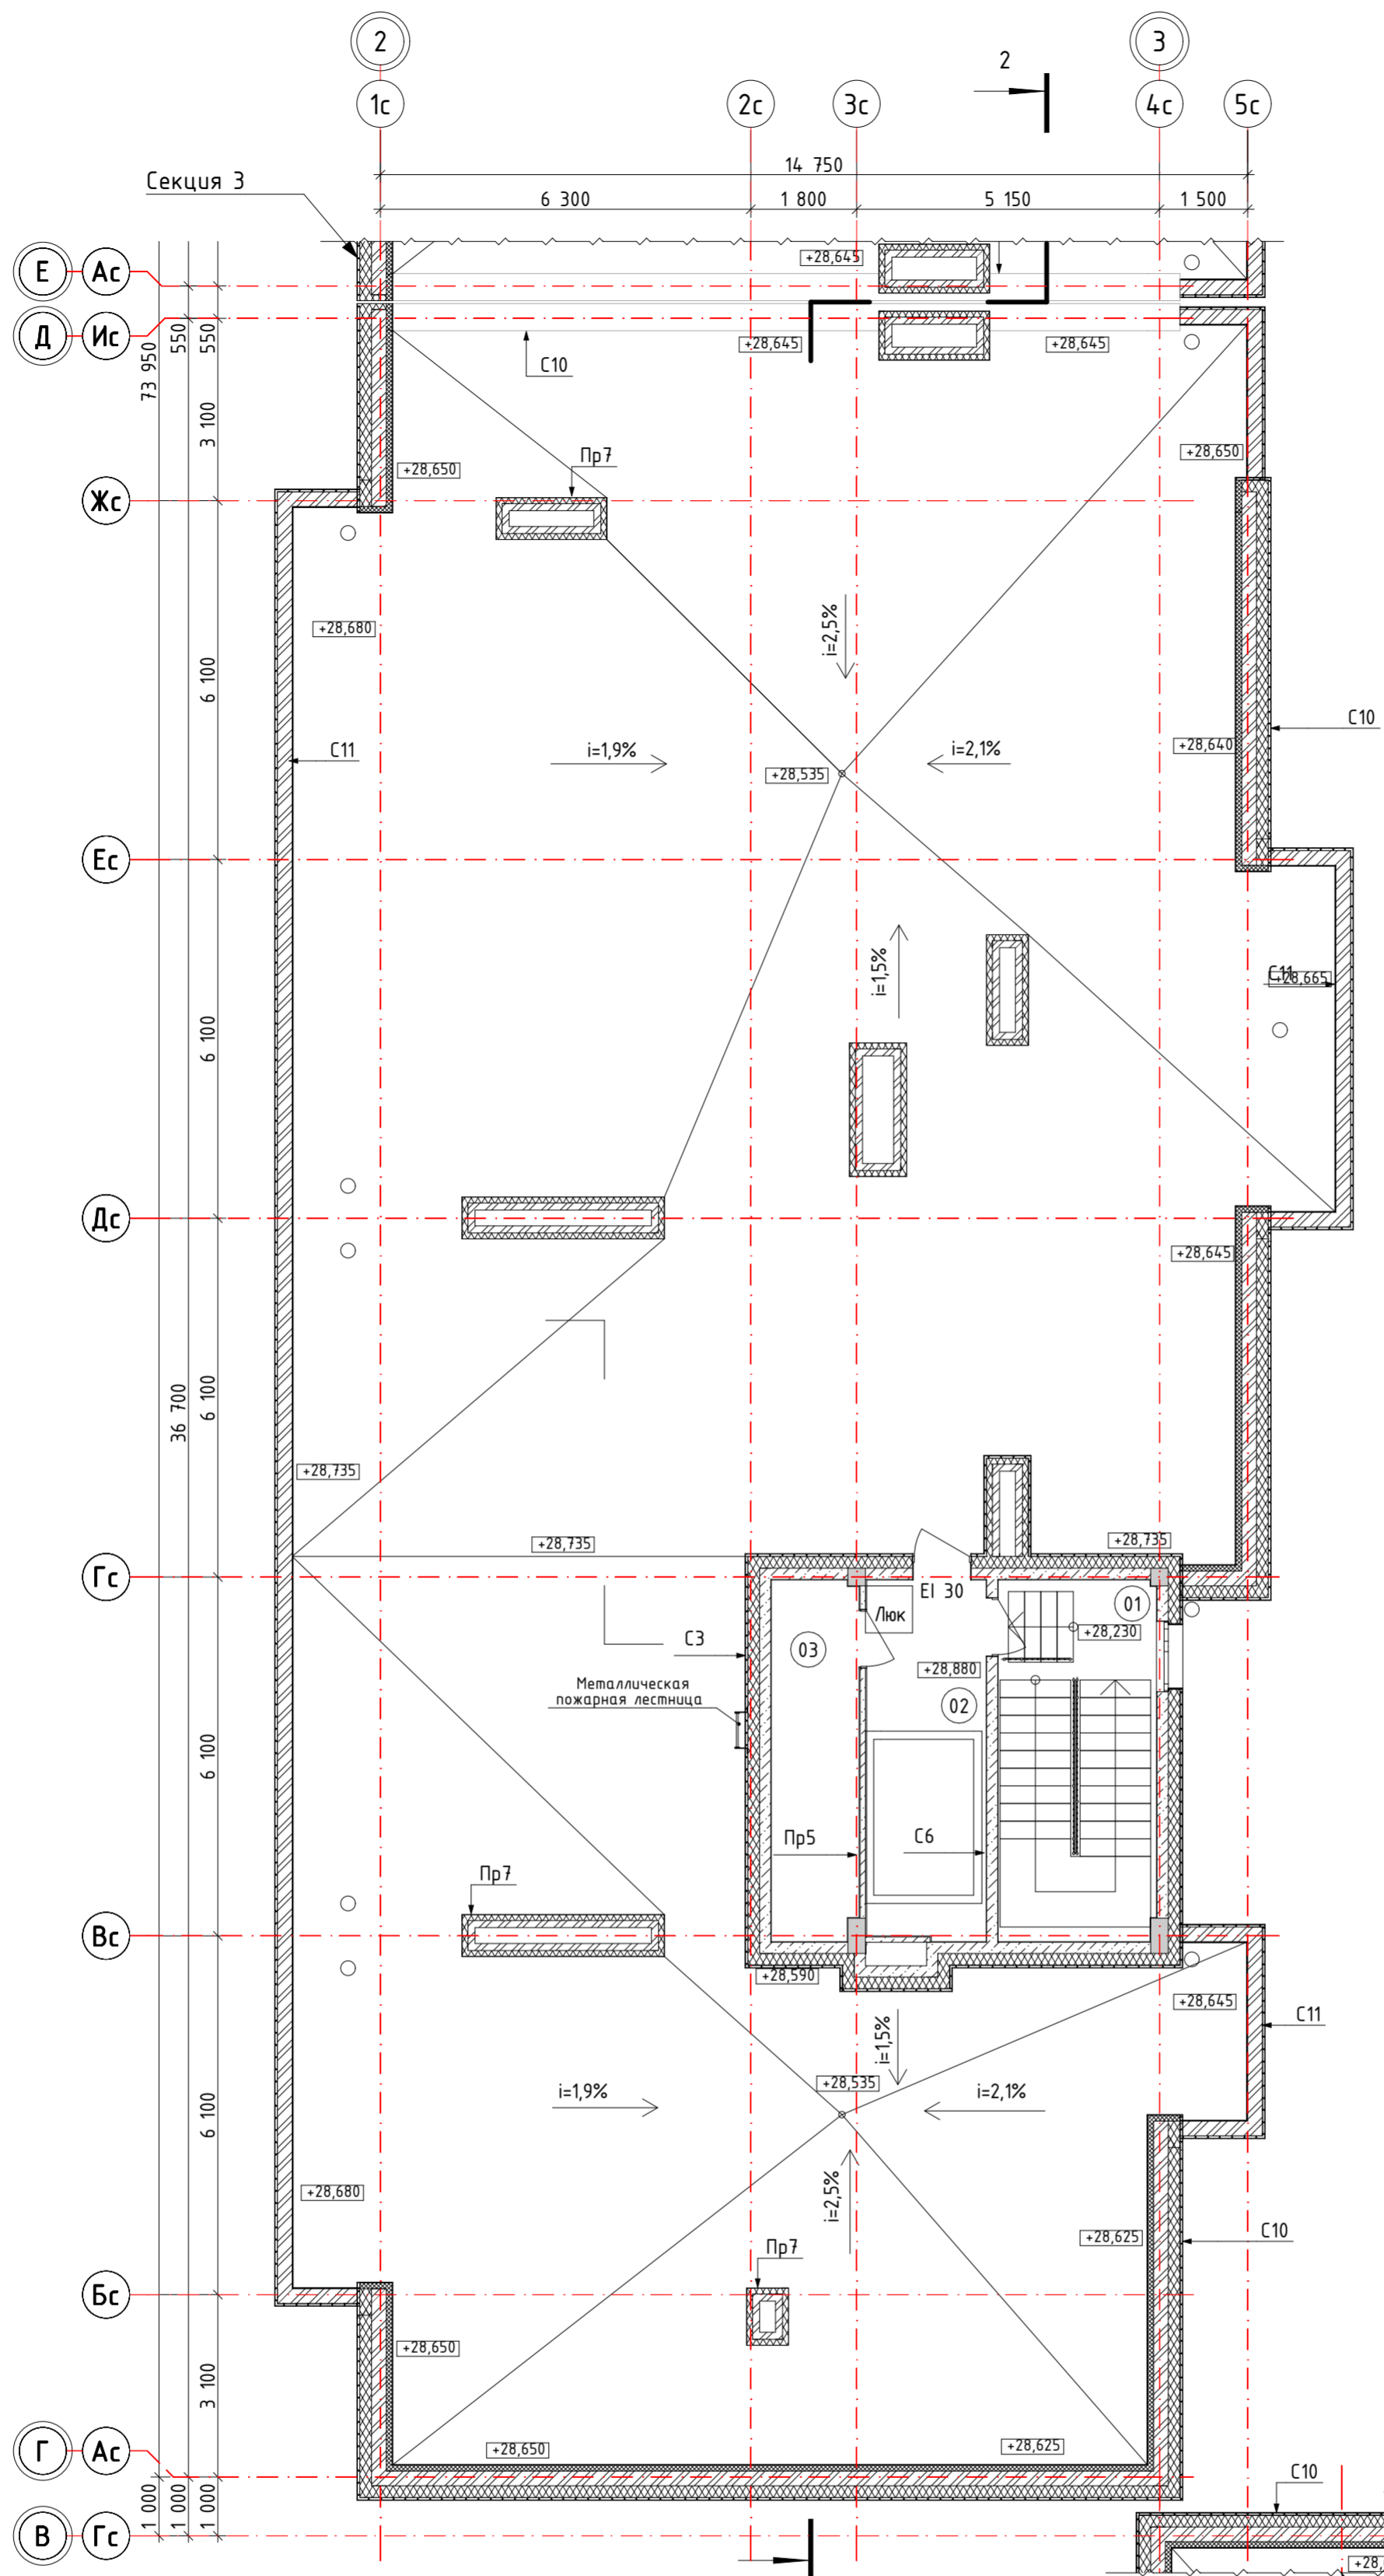 2
3
2
1с
2с
3с
4с
5с
14 750
Секция 3
6 300
1 800
5 150
1 500
+28,645
Е
Ас
Д
Ис
550
550
73 950
+28,645
+28,645
С10
3 100
+28,650
Пр7
+28,650
Жс
+28,680
i=2,5%
6 100
С11
i=1,9%
i=2,1%
+28,640
С10
+28,535
Ес
i=1,5%
С11
+28,665
6 100
Дс
+28,645
6 100
36 700
+28,735
+28,735
+28,735
Гс
EI 30
Люк
01
+28,230
С3
03
+28,880
02
Металлическая
пожарная лестница
6 100
Пр5
С6
Пр7
Вс
+28,590
+28,645
С11
i=1,5%
+28,535
i=1,9%
i=2,1%
6 100
+28,680
i=2,5%
+28,625
С10
Пр7
Бс
+28,650
3 100
+28,650
+28,625
Г
Ас
С10
1 000
1 000
1 000
В
Гс